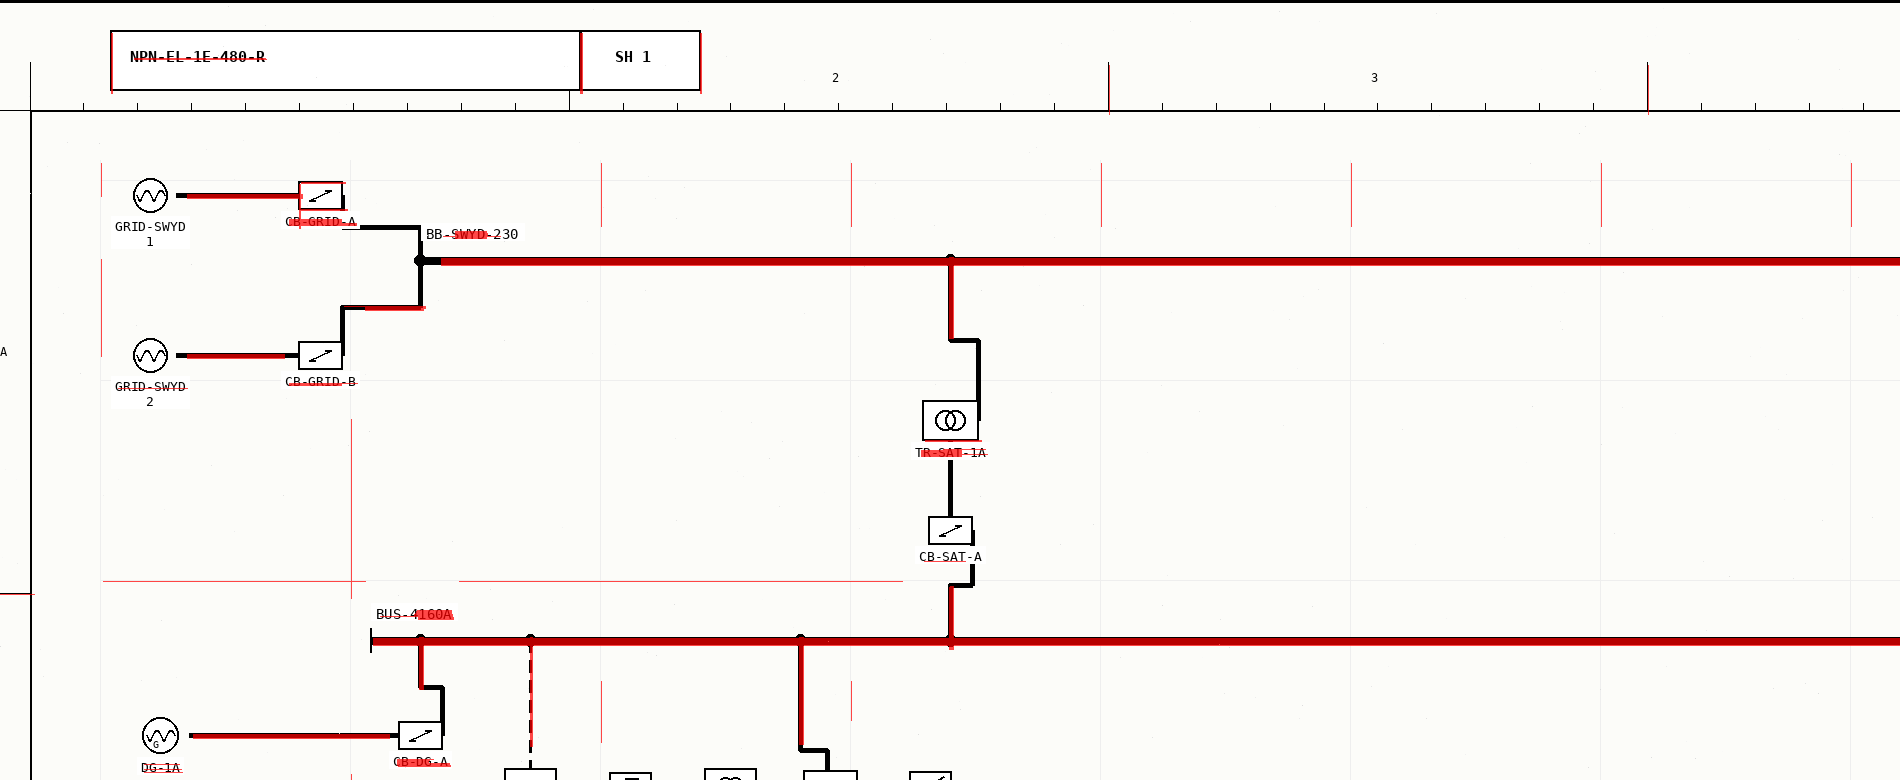 NPN-EL-1E-480-R
SH 1
2
3
GRID-SWYD
1
CB-GRID-A
BB-SWYD-230
A
GRID-SWYD
2
CB-GRID-B
TR-SAT-1A
CB-SAT-A
BUS-4160A
G
DG-1A
CB-DG-A